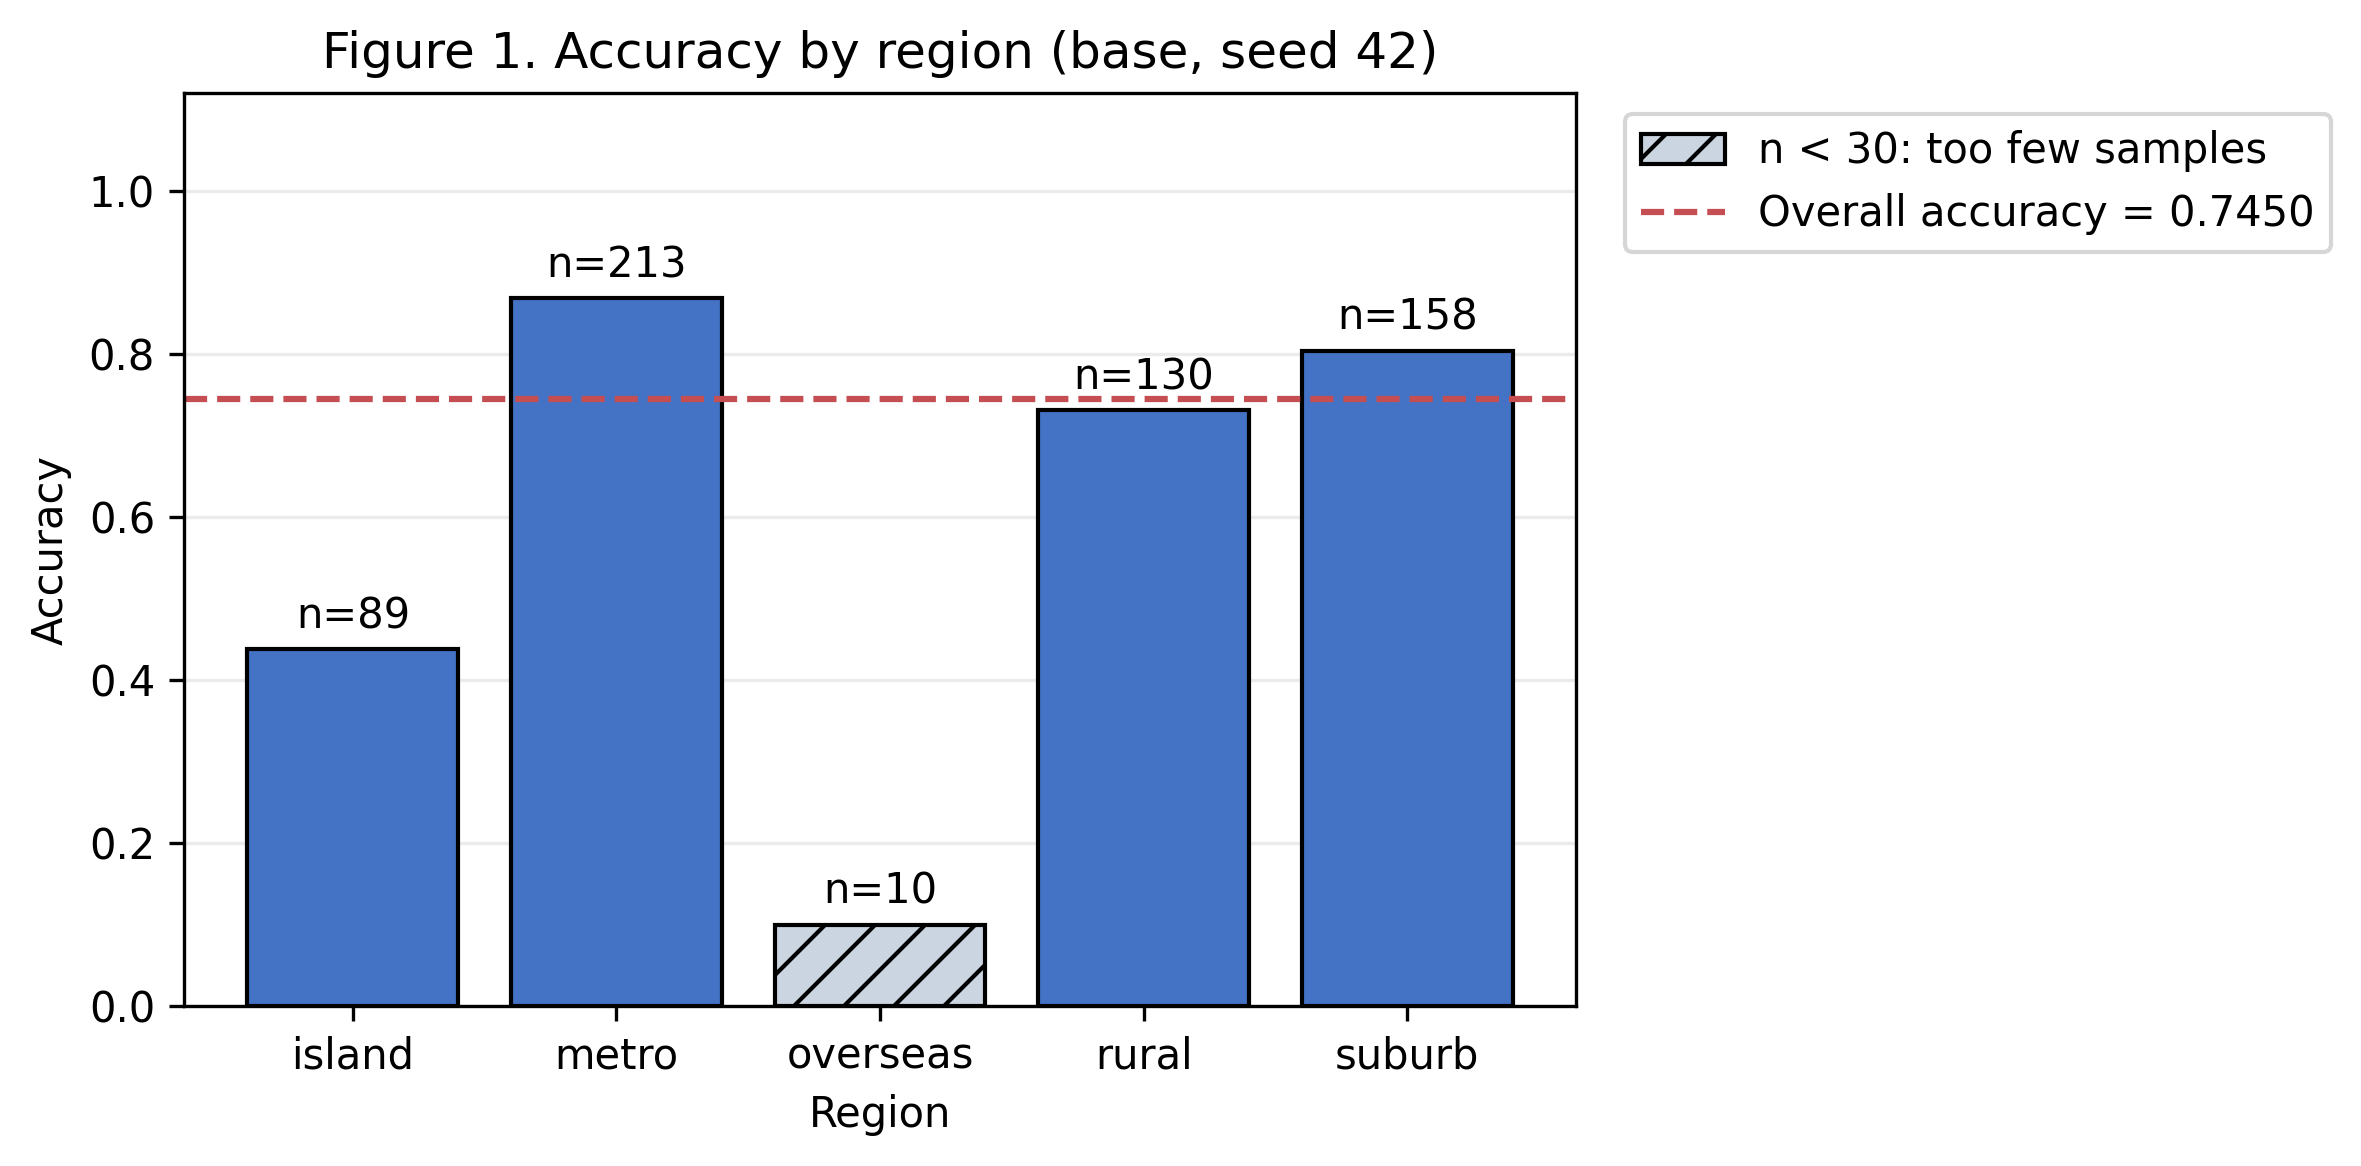 Figure 1. Accuracy by region (base, seed 42)
n < 30: too few samples
Overall accuracy = 0.7450
Accuracy
1.0
0.8
0.6
0.4
0.2
0.0
n=89
n=213
n=10
n=130
n=158
island
metro
overseas
rural
suburb
Region